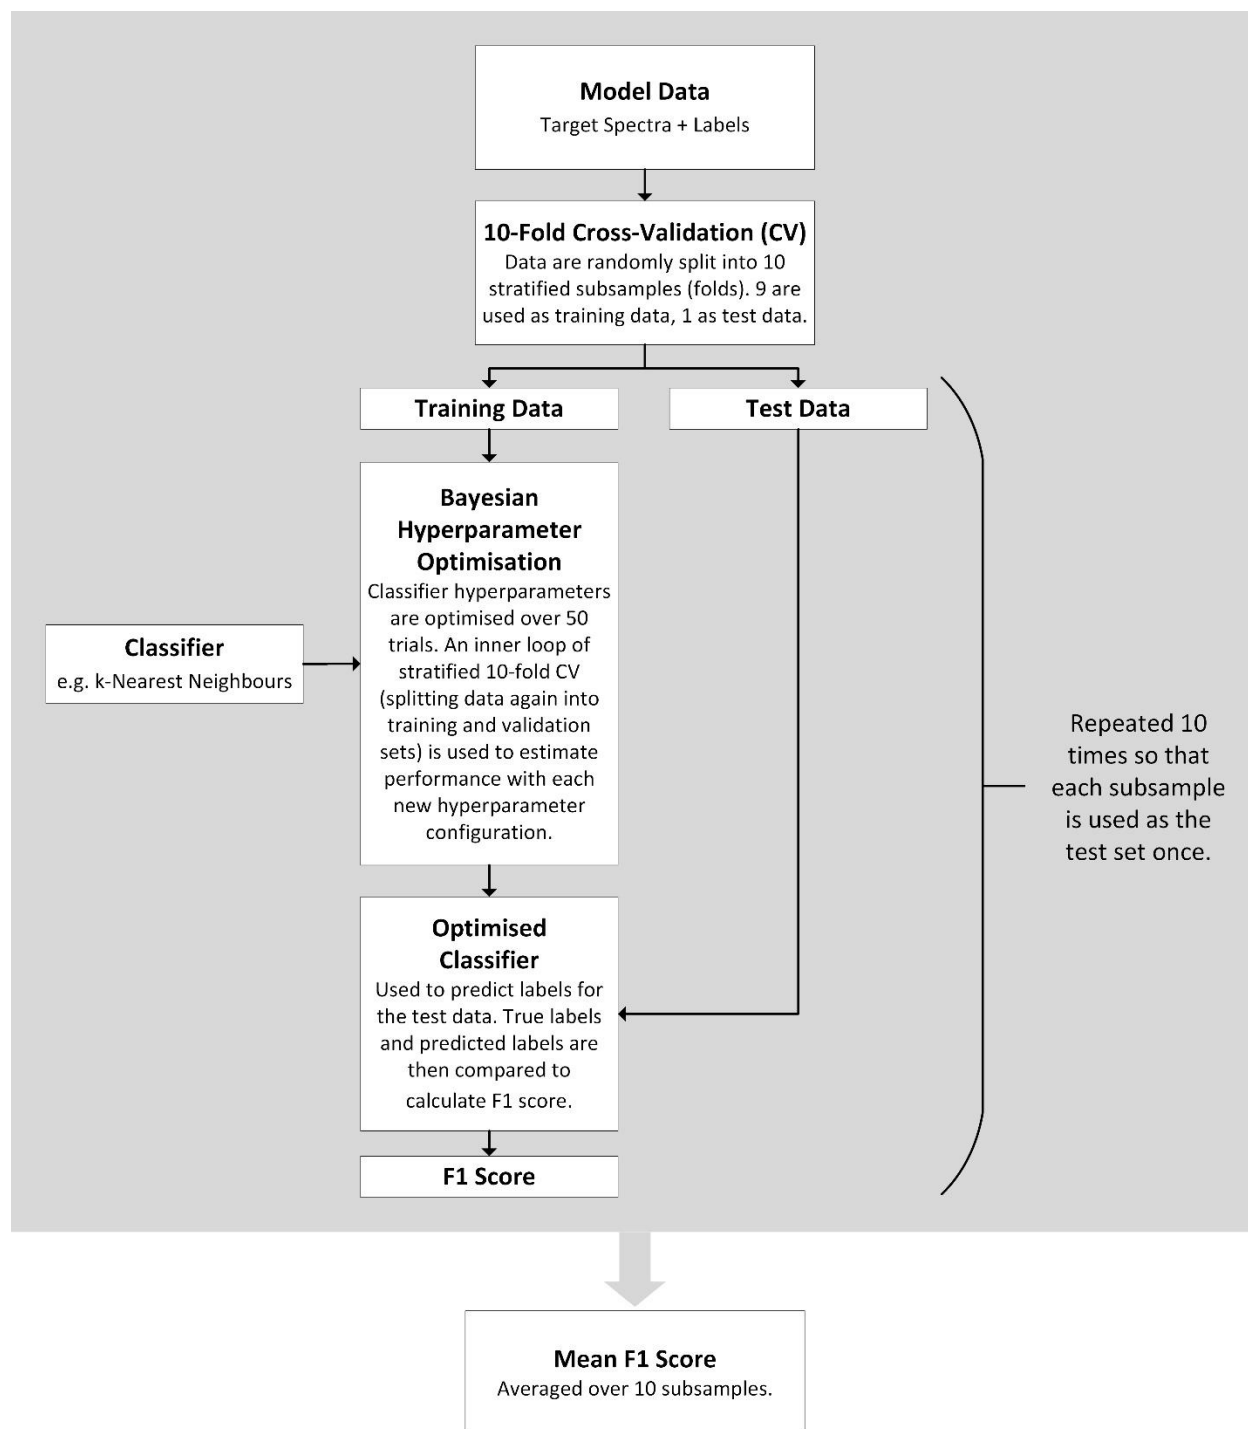 Model Data
Target Spectra + Labels
10-Fold Cross-Validation (CV)
Data are randomly split into 10
stratified subsamples (folds). 9 are
used as training data, 1 as test data.
Training Data
Test Data
Bayesian
Hyperparameter
Optimisation
Classifier hyperparameters
are optimised over 50
trials. An inner loop of
stratified 10-fold CV
(splitting data again into
training and validation
sets) is used to estimate
performance with each
new hyperparameter
configuration.
Classifier
e.g. k-Nearest Neighbours
Repeated 10
times so that
each subsample
is used as the
test set once.
Optimised
Classifier
Used to predict labels for
the test data. True labels
and predicted labels are
then compared to
calculate F1 score.
F1 Score
Mean F1 Score
Averaged over 10 subsamples.